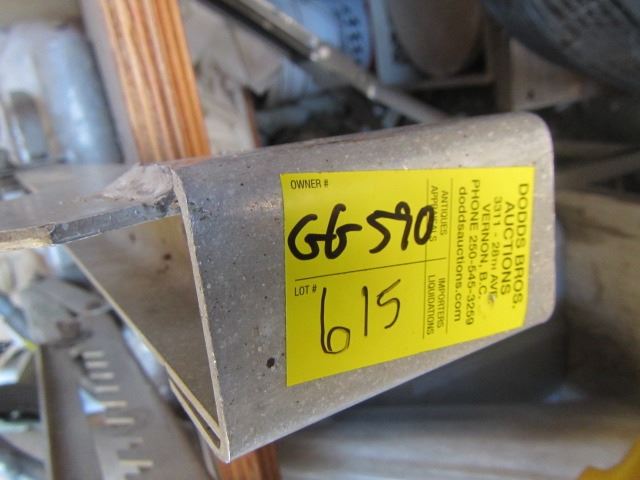 OWNER #
GG590
LOT #
615
ANTIQUES
APPRAISALS
IMPORTERS
LIQUIDATIONS
DODDS BROS.
AUCTIONS
3311 - 28TH AVE
VERNON, B.C.
PHONE 250-545-3259
doddsauctions.com